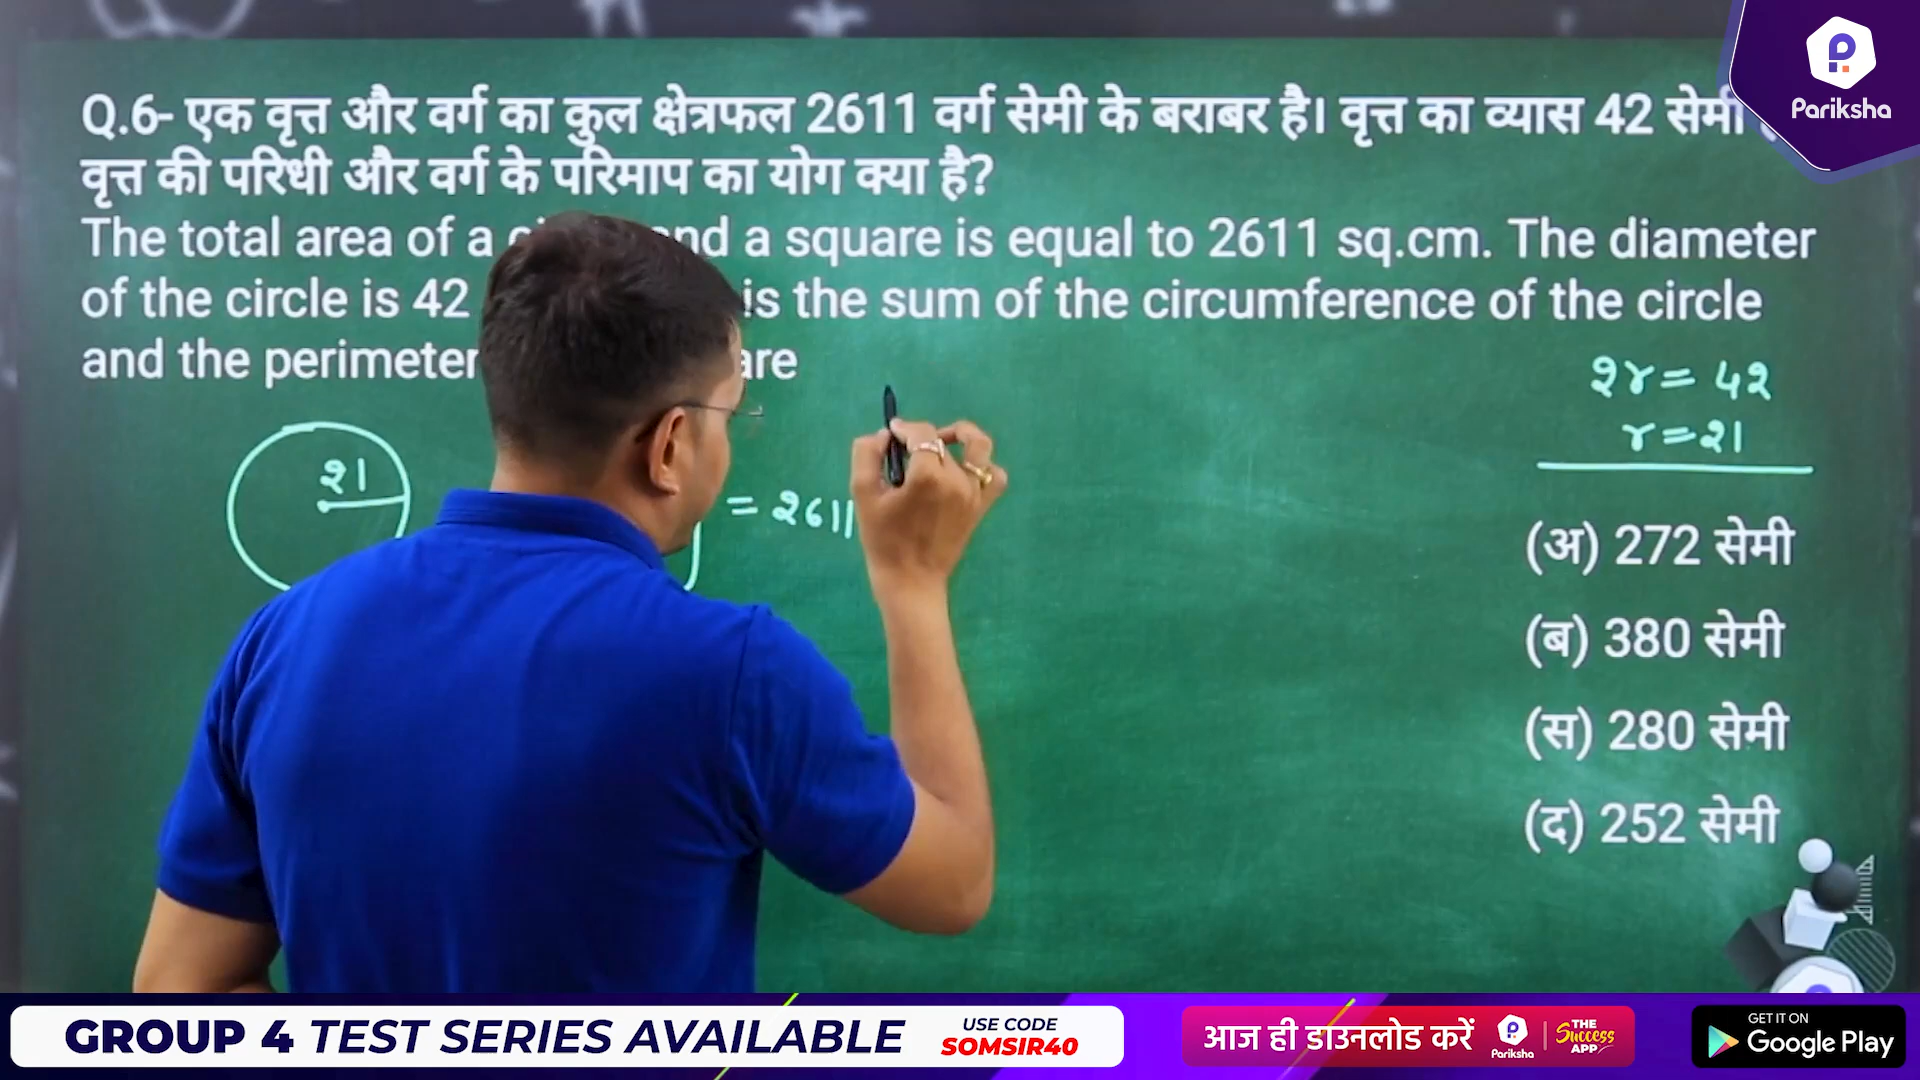 Q.6- एक वृत्त और वर्ग का कुल क्षेत्रफल 2611 वर्ग सेमी के बराबर है। वृत्त का व्यास 42 सेमी
वृत्त की परिधी और वर्ग के परिमाप का योग क्या है?
The total area of a and a square is equal to 2611 sq.cm. The diameter
of the circle is 42 is the sum of the circumference of the circle
and the perimeter
२r = ४२
r = २1
२1
= २611
(अ) 272 सेमी
(ब) 380 सेमी
(स) 280 सेमी
(द) 252 सेमी
Pariksha
GROUP 4 TEST SERIES AVAILABLE
USE CODE
SOMSIR40
आज ही डाउनलोड करें
Pariksha
THE
Success
APP
GET IT ON
Google Play